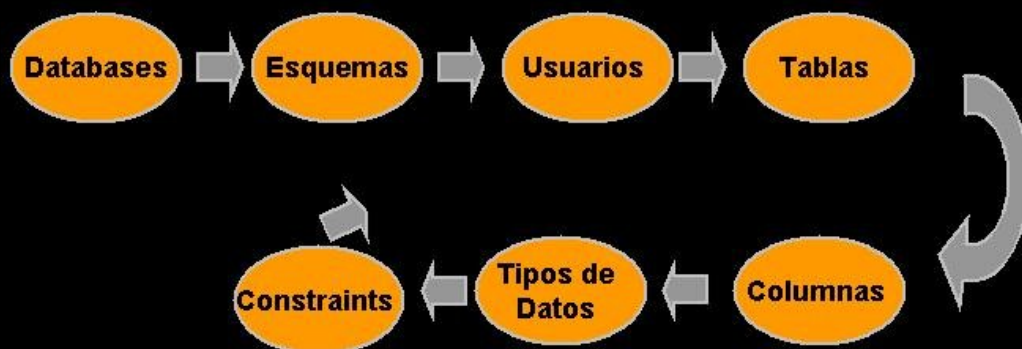 Databases
Esquemas
Usuarios
Tablas
Columnas
Tipos de
Datos
Constraints